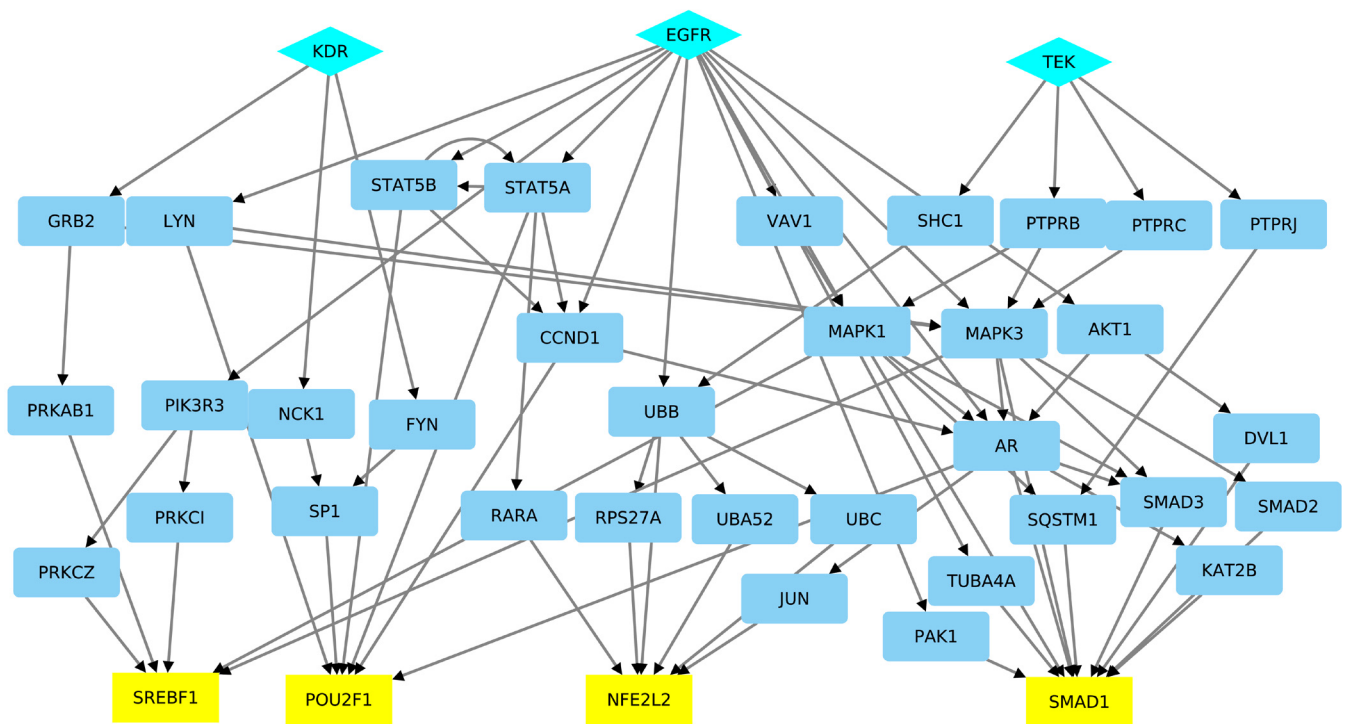 KDR
EGFR
TEK
STAT5B
STAT5A
GRB2
LYN
VAV1
SHC1
PTPRB
PTPRC
PTPRJ
CCND1
MAPK1
MAPK3
AKT1
PRKAB1
PIK3R3
NCK1
FYN
UBB
AR
DVL1
PRKCI
SP1
RARA
RPS27A
UBA52
UBC
SQSTM1
SMAD3
SMAD2
PRKCZ
JUN
TUBA4A
KAT2B
PAK1
SREBF1
POU2F1
NFE2L2
SMAD1